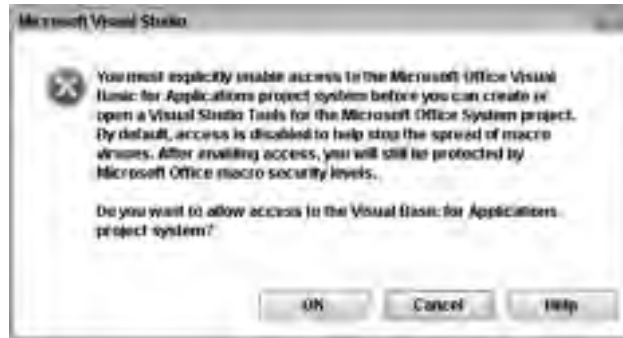 Microsoft Visual Studio
You must explicitly enable access to the Microsoft Office Visual
Basic for Applications project system before you can create or
open a Visual Studio Tools for the Microsoft Office System project.
By default, access is disabled to help stop the spread of macro
viruses. After enabling access, you will still be protected by
Microsoft Office macro security levels.
Do you want to allow access to the Visual Basic for Applications
project system?
OK Cancel Help